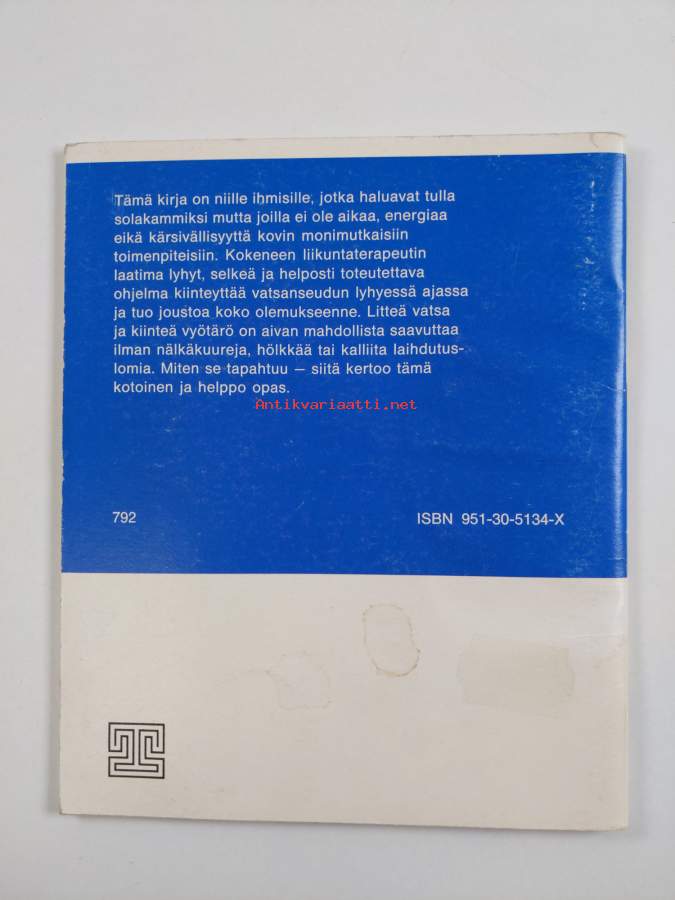 Tämä kirja on niille ihmisille, jotka haluavat tulla
solakammiksi mutta joilla ei ole aikaa, energiaa
eikä kärsivällisyyttä kovin monimutkaisiin
toimenpiteisiin. Kokeneen liikuntaterapeutin
laatima lyhyt, selkeä ja helposti toteutettava
ohjelma kiinteyttää vatsanseudun lyhyessä ajassa
ja tuo joustoa koko olemukseenne. Litteä vatsa
ja kiinteä vyötärö on aivan mahdollista saavuttaa
ilman nälkäkuureja, hölkkää tai kalliita laihdutus-
lomia. Miten se tapahtuu – siitä kertoo tämä
kotoinen ja helppo opas.
Antikvariaatti.net
792 ISBN 951-30-5134-X